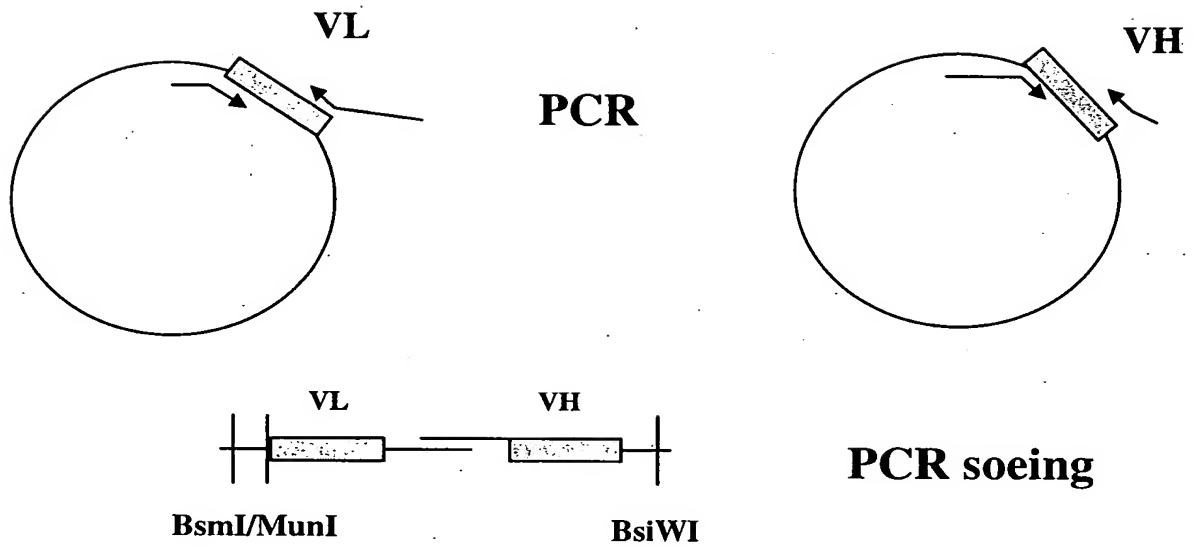 VL
VH
PCR
VL
VH
PCR soeing
BsmI/MunI
BsiWI